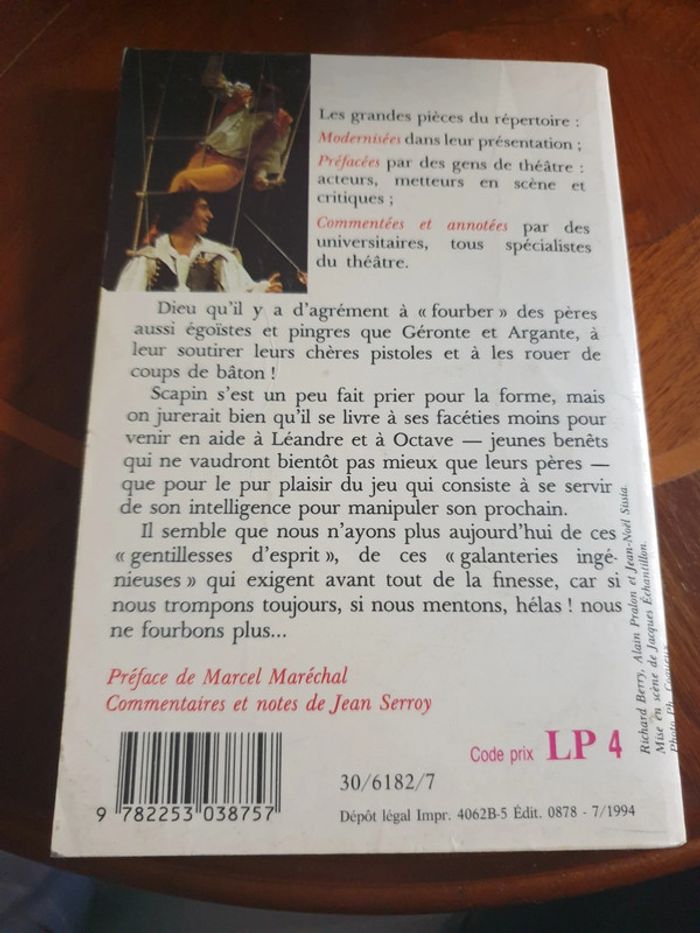 Les grandes pièces du répertoire :
Modernisées dans leur présentation ;
Préfacées par des gens de théâtre :
acteurs, metteurs en scène et
critiques ;
Commentées et annotées par des
universitaires, tous spécialistes
du théâtre.
Dieu qu'il y a d'agrément à « fourber » des pères
aussi égoïstes et pingres que Géronte et Argante, à
leur soutirer leurs chères pistoles et à les rouer de
coups de bâton !
Scapin s'est un peu fait prier pour la forme, mais
on jurerait bien qu'il se livre à ses facéties moins pour
venir en aide à Léandre et à Octave — jeunes benêts
qui ne vaudront bientôt pas mieux que leurs pères —
que pour le pur plaisir du jeu qui consiste à se servir
de son intelligence pour manipuler son prochain.
Il semble que nous n'ayons plus aujourd'hui de ces
« gentillesses d'esprit », de ces « galanteries ingé-
nieuses » qui exigent avant tout de la finesse, car si
nous trompons toujours, si nous mentons, hélas ! nous
ne fourbons plus...
Préface de Marcel Maréchal
Commentaires et notes de Jean Serroy
Richard Berry, Alain Pralon et Jean-Noël Sissia.
Mise en scène de Jacques Échantillon.
Photo Ph.
Code prix LP 4
30/6182/7
9 782253 038757
Dépôt légal Impr. 4062B-5 Édit. 0878 - 7/1994